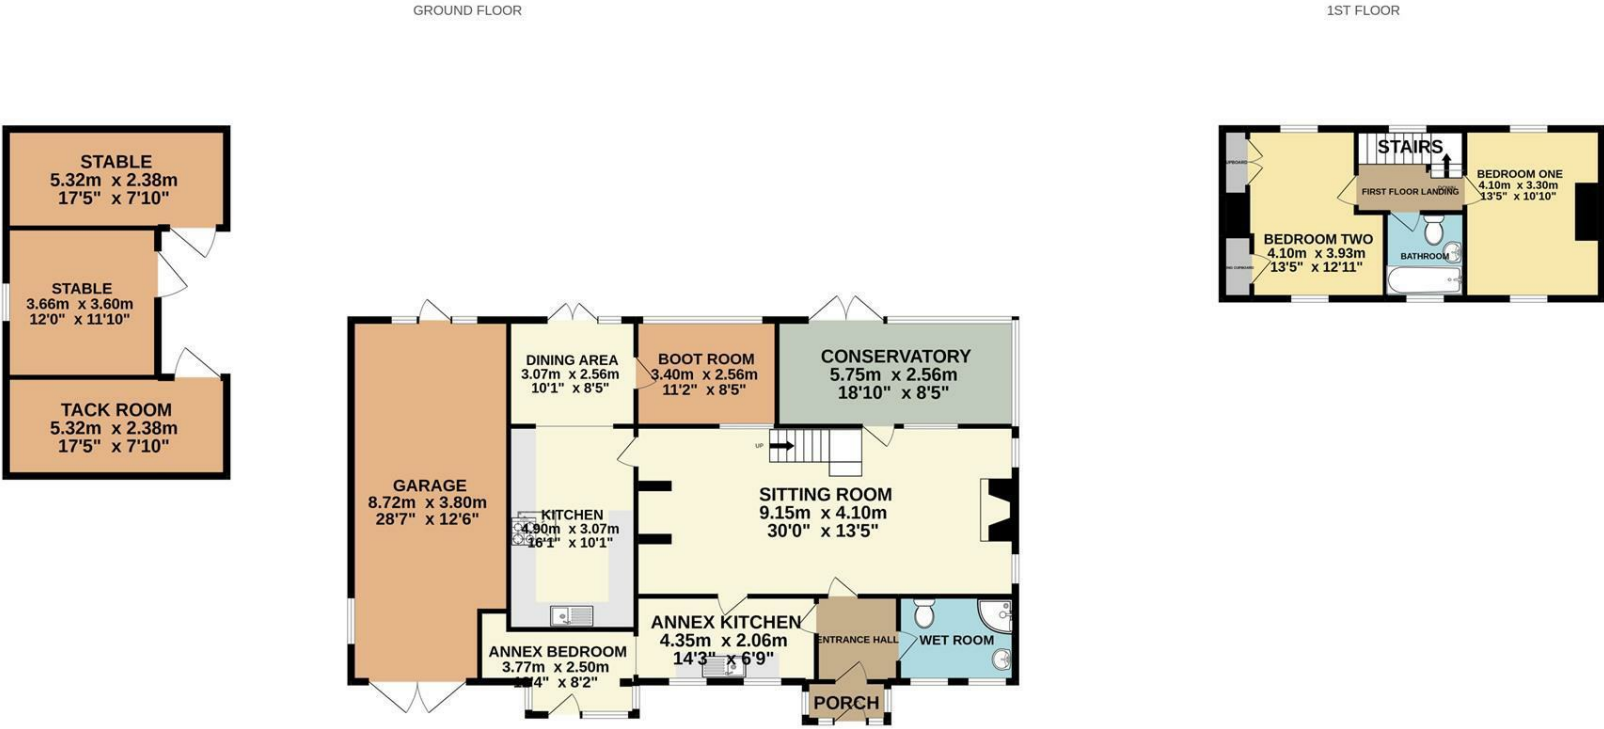 GROUND FLOOR
1ST FLOOR
STABLE
5.32m x 2.38m
17'5" x 7'10"
STABLE
3.66m x 3.60m
12'0" x 11'10"
TACK ROOM
5.32m x 2.38m
17'5" x 7'10"
GARAGE
8.72m x 3.80m
28'7" x 12'6"
DINING AREA
3.07m x 2.56m
10'1" x 8'5"
BOOT ROOM
3.40m x 2.56m
11'2" x 8'5"
CONSERVATORY
5.75m x 2.56m
18'10" x 8'5"
UP
KITCHEN
4.90m x 3.07m
16'1" x 10'1"
SITTING ROOM
9.15m x 4.10m
30'0" x 13'5"
ANNEX BEDROOM
3.77m x 2.50m
12'4" x 8'2"
ANNEX KITCHEN
4.35m x 2.06m
14'3" x 6'9"
ENTRANCE HALL
WET ROOM
PORCH
STAIRS
FIRST FLOOR LANDING
DOWN
BEDROOM ONE
4.10m x 3.30m
13'5" x 10'10"
BEDROOM TWO
4.10m x 3.93m
13'5" x 12'11"
BATHROOM
CUPBOARD
CUPBOARD